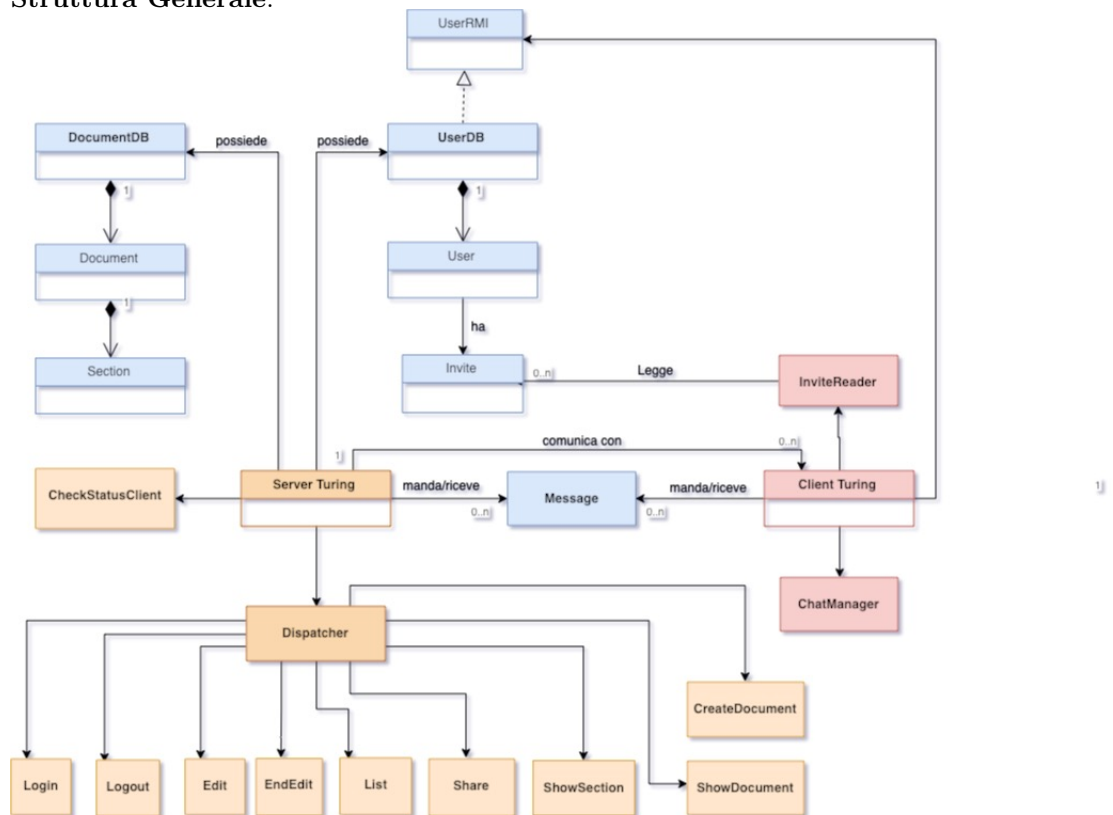 Struttura Generale.
UserRMI
DocumentDB
possiede
possiede
UserDB
1
1
Document
User
1
ha
Section
Invite
0..n
Legge
InviteReader
comunica con
1
0..n
CheckStatusClient
Server Turing
manda/riceve
0..n
Message
manda/riceve
0..n
Client Turing
1
ChatManager
Dispatcher
CreateDocument
Login
Logout
Edit
EndEdit
List
Share
ShowSection
ShowDocument